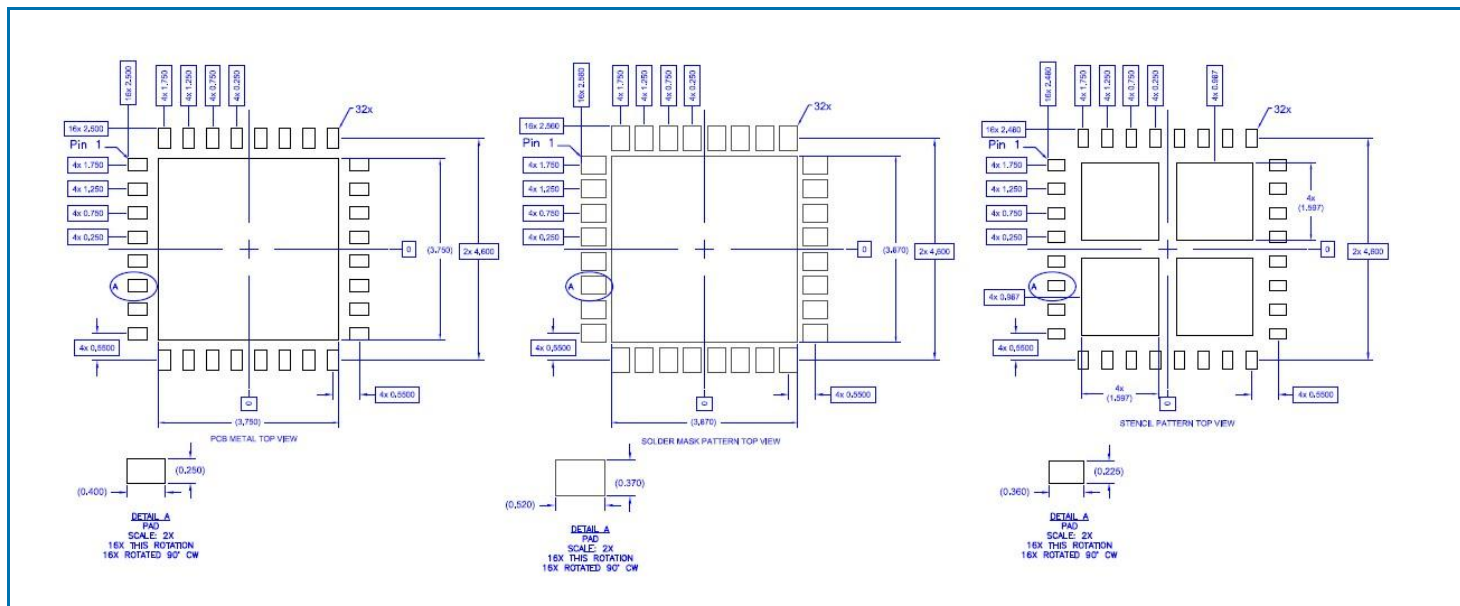 16x 2.500
4x 1.750
4x 1.250
4x 0.750
4x 0.250
32x
16x 2.500
Pin 1
4x 1.750
4x 1.250
4x 0.750
4x 0.250
A
0
(3.750)
2x 4.600
4x 0.5500
4x 0.5500
0
(3.750)
PCB METAL TOP VIEW
(0.250)
(0.400)
DETAIL A
PAD
SCALE: 2X
16X THIS ROTATION
16X ROTATED 90° CW
16x 2.560
4x 1.750
4x 1.250
4x 0.750
4x 0.250
32x
16x 2.560
Pin 1
4x 1.750
4x 1.250
4x 0.750
4x 0.250
A
0
(3.870)
2x 4.600
4x 0.5500
4x 0.5500
0
(3.870)
SOLDER MASK PATTERN TOP VIEW
(0.370)
(0.520)
DETAIL A
PAD
SCALE: 2X
16X THIS ROTATION
16X ROTATED 90° CW
16x 2.480
4x 1.750
4x 1.250
4x 0.750
4x 0.250
4x 0.987
32x
16x 2.480
Pin 1
4x 1.750
4x 1.250
4x 0.750
4x 0.250
4x
(1.597)
0
2x 4.600
A
4x 0.987
4x 0.5500
4x
(1.597)
0
4x 0.5500
STENCIL PATTERN TOP VIEW
(0.225)
(0.360)
DETAIL A
PAD
SCALE: 2X
16X THIS ROTATION
16X ROTATED 90° CW